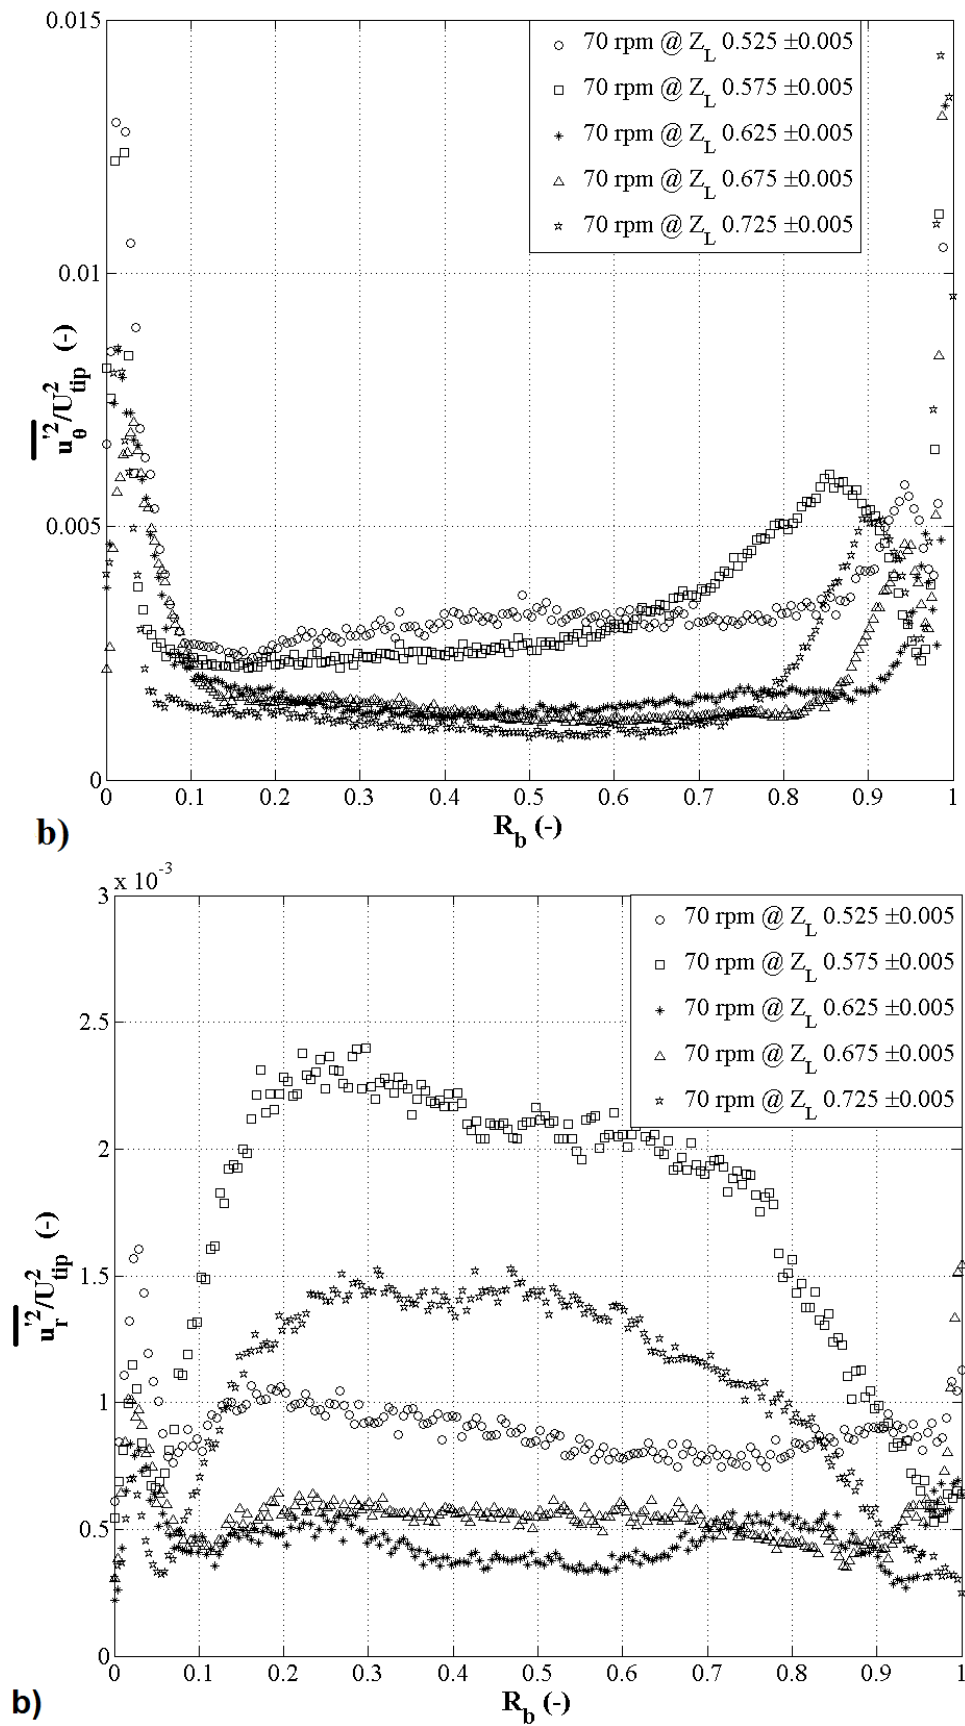 0.015
70 rpm @ Z_L 0.525 ±0.005
70 rpm @ Z_L 0.575 ±0.005
70 rpm @ Z_L 0.625 ±0.005
70 rpm @ Z_L 0.675 ±0.005
70 rpm @ Z_L 0.725 ±0.005
0.01
u_θ'^2/U^2_tip (-)
0.005
0
0 0.1 0.2 0.3 0.4 0.5 0.6 0.7 0.8 0.9 1
R_b (-)
b)
x 10^-3
3
70 rpm @ Z_L 0.525 ±0.005
70 rpm @ Z_L 0.575 ±0.005
70 rpm @ Z_L 0.625 ±0.005
70 rpm @ Z_L 0.675 ±0.005
70 rpm @ Z_L 0.725 ±0.005
2.5
2
u_r'^2/U^2_tip (-)
1.5
1
0.5
0
0 0.1 0.2 0.3 0.4 0.5 0.6 0.7 0.8 0.9 1
R_b (-)
b)